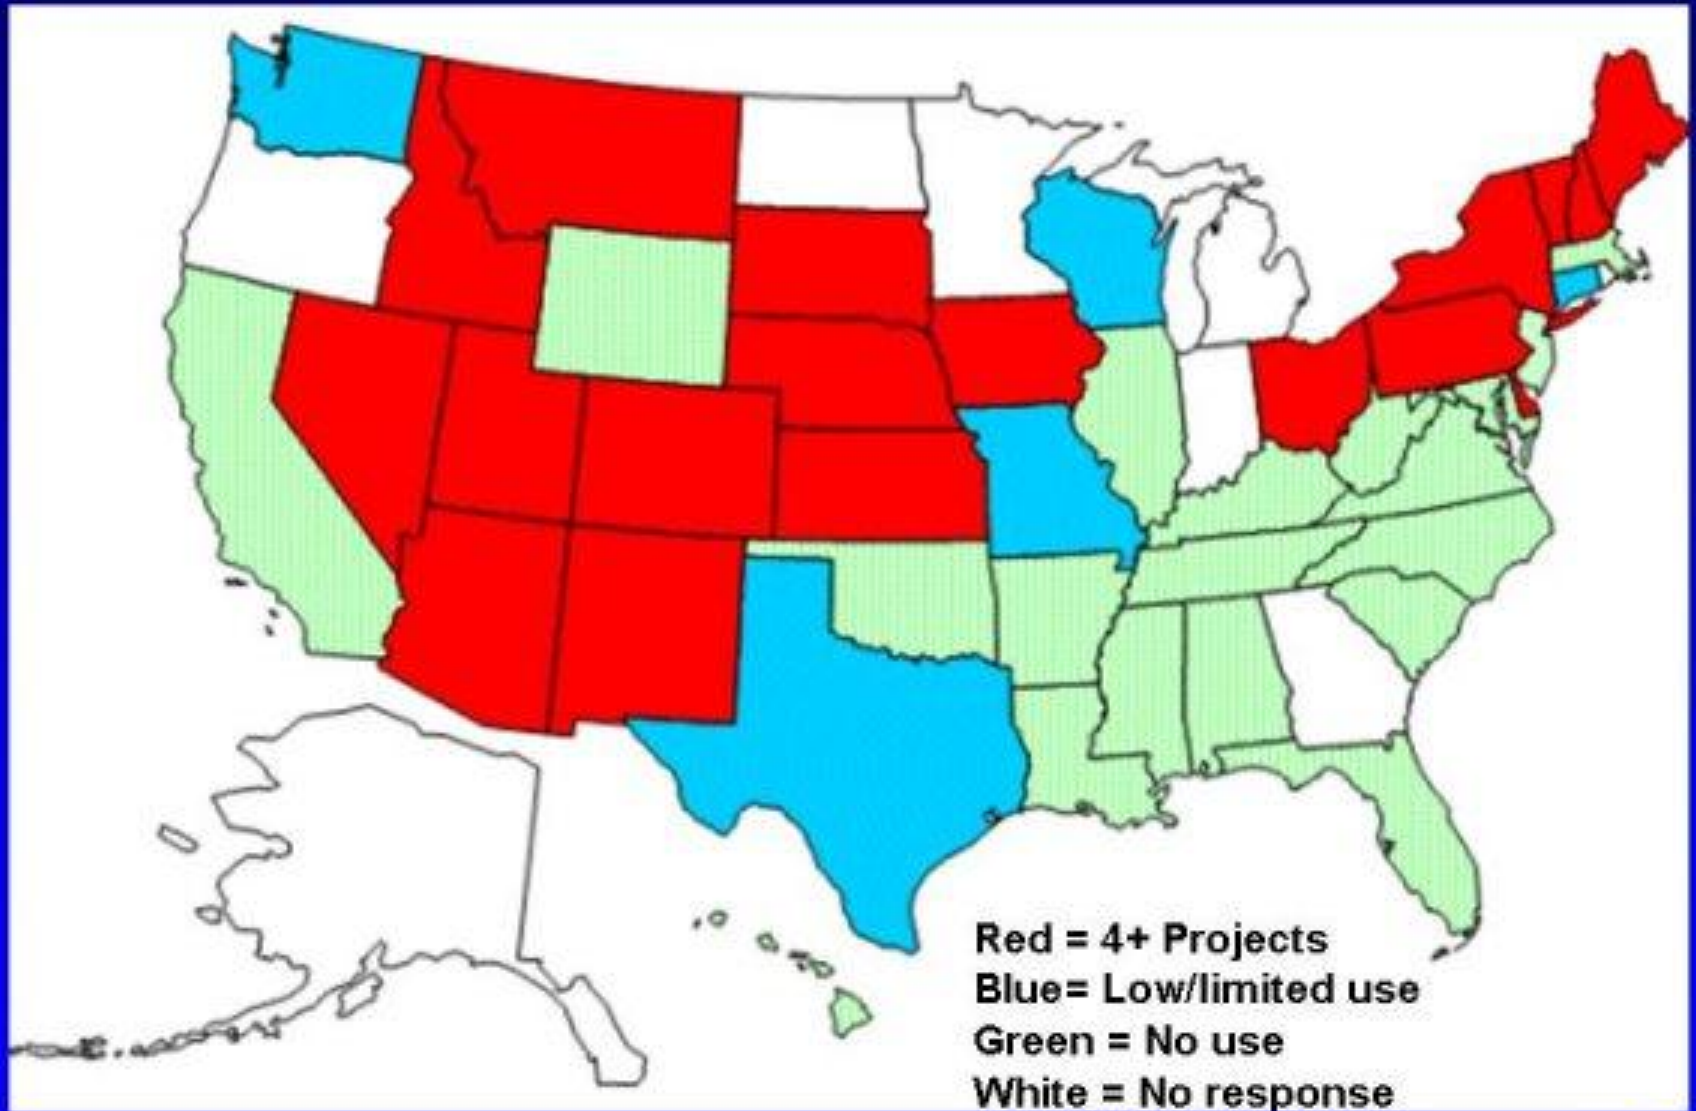 Red = 4+ Projects
Blue= Low/limited use
Green = No use
White = No response